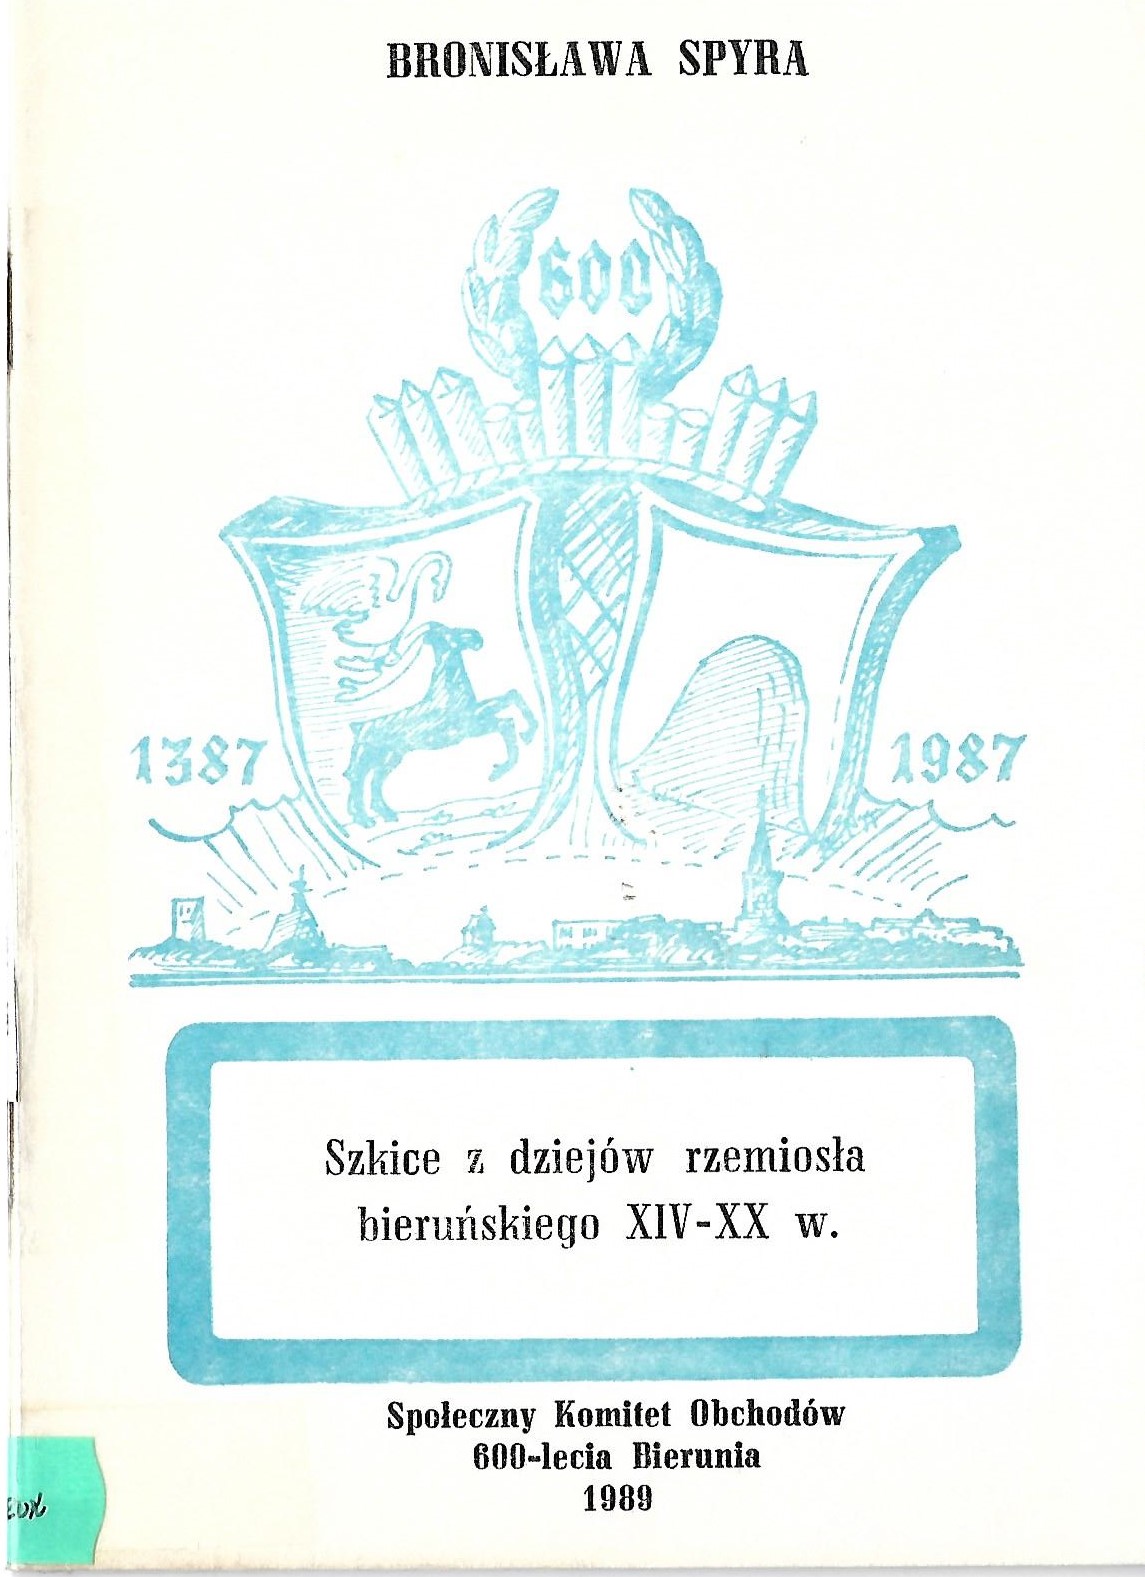 BRONISŁAWA SPYRA
600
1387
1987
Szkice z dziejów rzemiosła
bieruńskiego XIV-XX w.
Społeczny Komitet Obchodów
600-lecia Bierunia
1989